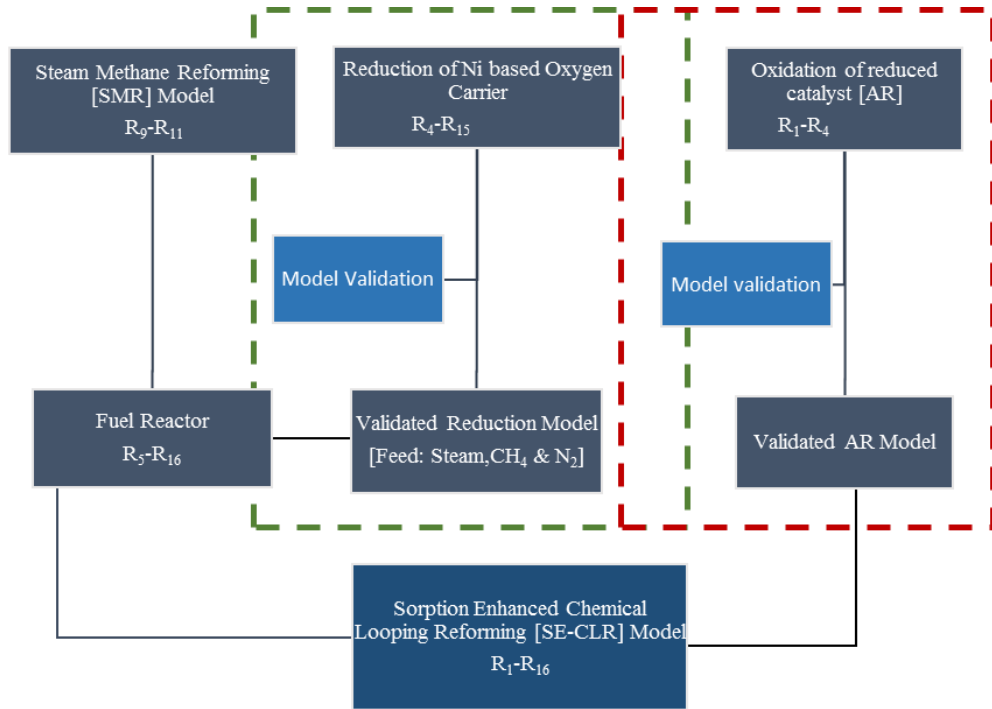 Steam Methane Reforming
[SMR] Model
R₉-R₁₁
Reduction of Ni based Oxygen
Carrier
R₄-R₁₅
Oxidation of reduced
catalyst [AR]
R₁-R₄
Model Validation
Model validation
Fuel Reactor
R₅-R₁₆
Validated Reduction Model
[Feed: Steam,CH₄ & N₂]
Validated AR Model
Sorption Enhanced Chemical
Looping Reforming [SE-CLR] Model
R₁-R₁₆